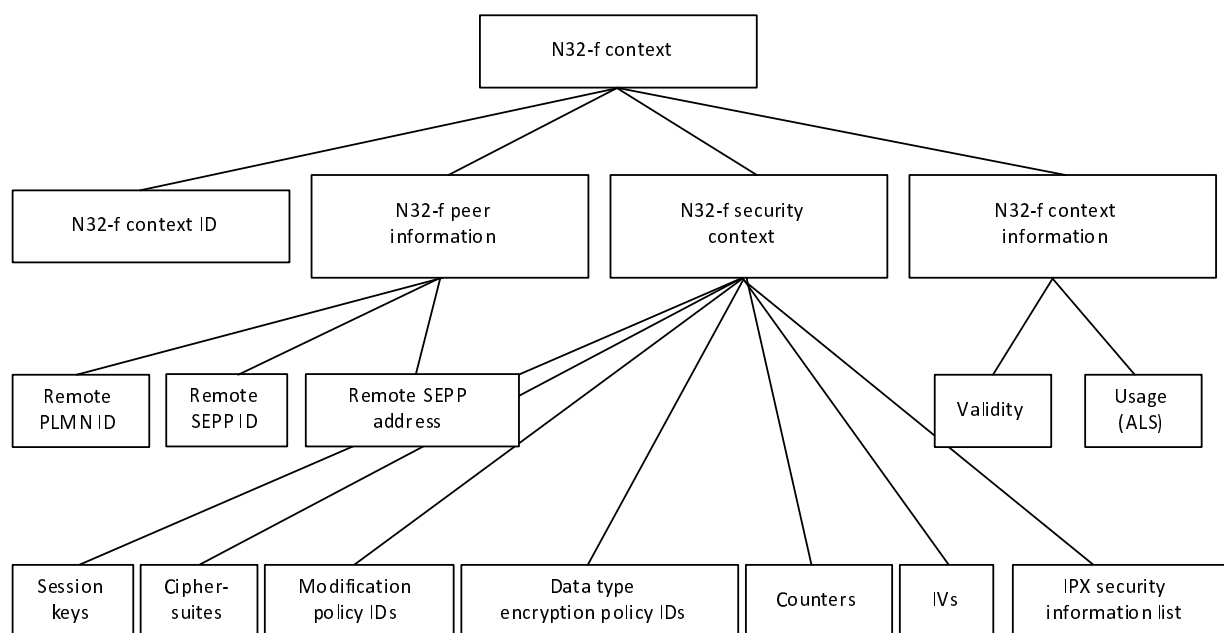 N32-f context
N32-f context ID
N32-f peer
information
N32-f security
context
N32-f context
information
Remote
PLMN ID
Remote
SEPP ID
Remote SEPP
address
Validity
Usage
(ALS)
Session
keys
Cipher-
suites
Modification
policy IDs
Data type
encryption policy IDs
Counters
IVs
IPX security
information list